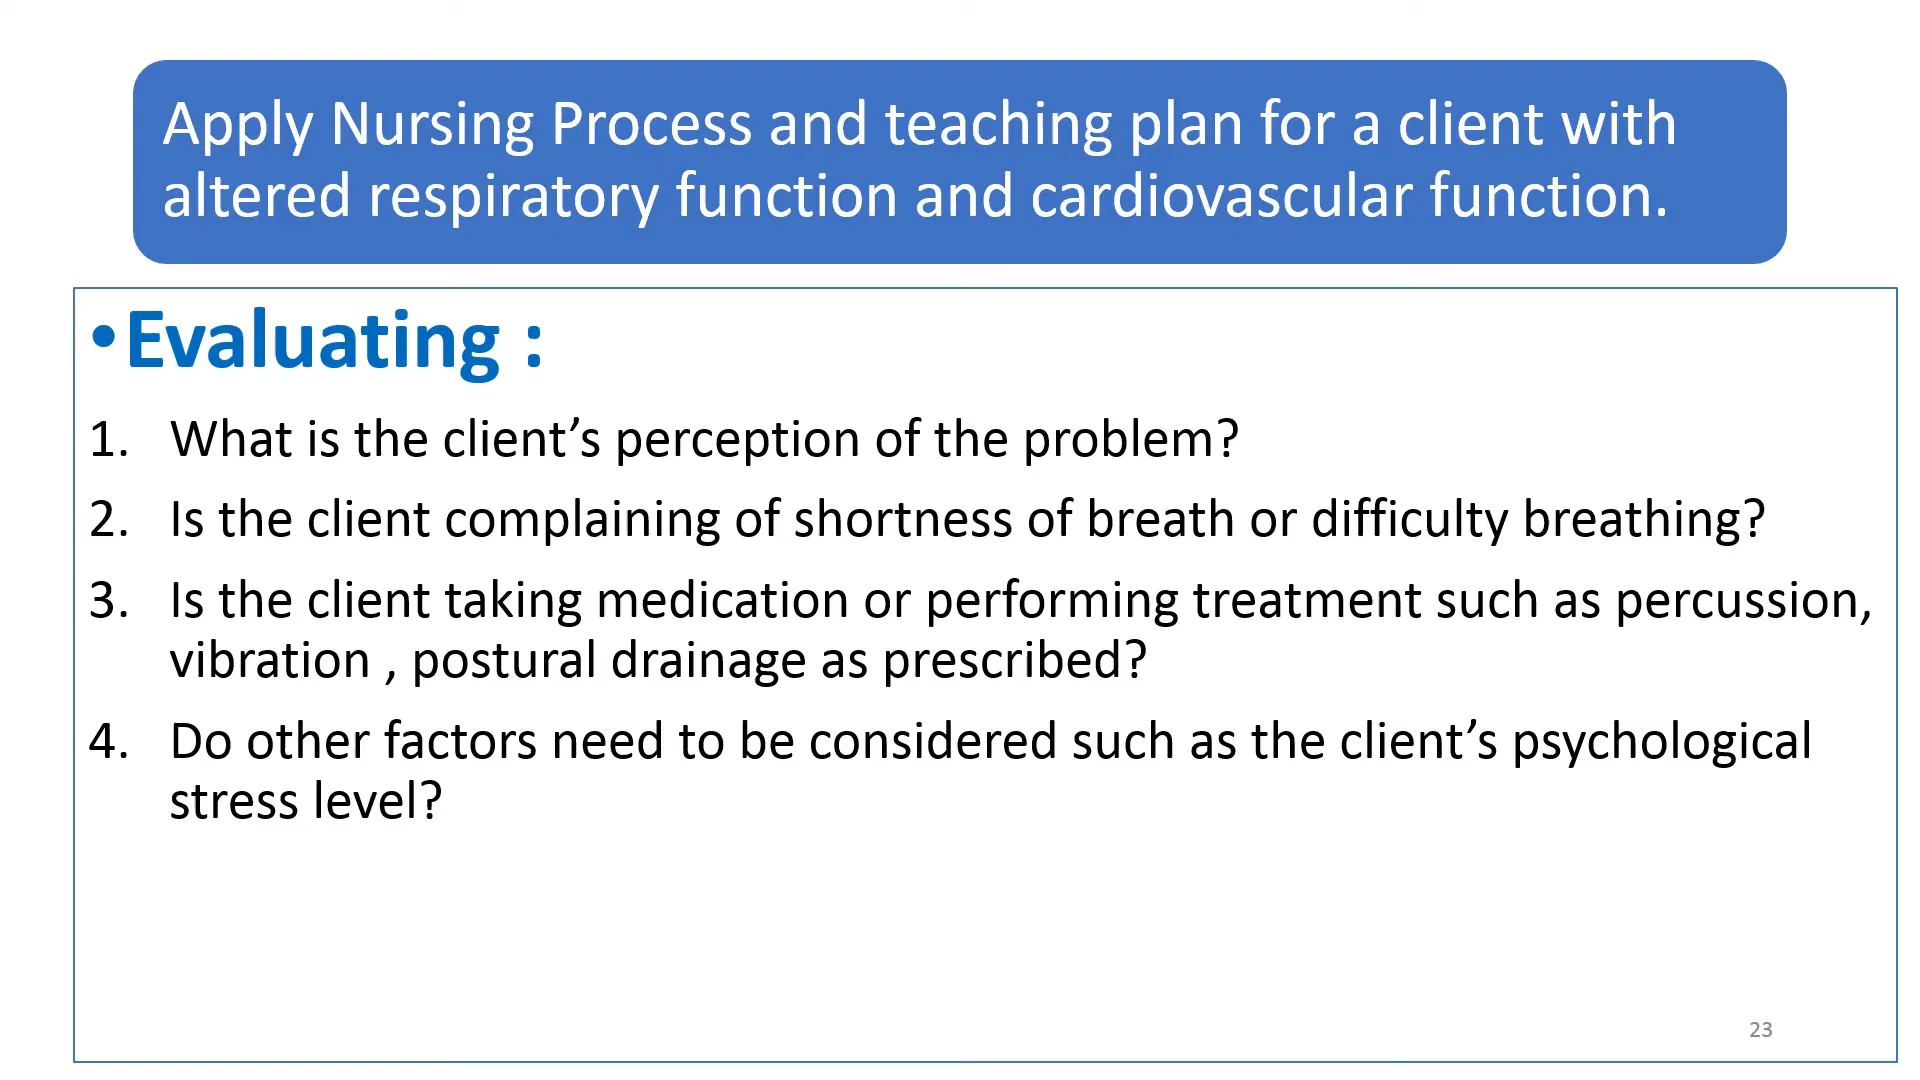 Apply Nursing Process and teaching plan for a client with
altered respiratory function and cardiovascular function.
•Evaluating :
1. What is the client’s perception of the problem?
2. Is the client complaining of shortness of breath or difficulty breathing?
3. Is the client taking medication or performing treatment such as percussion,
vibration , postural drainage as prescribed?
4. Do other factors need to be considered such as the client’s psychological
stress level?
23